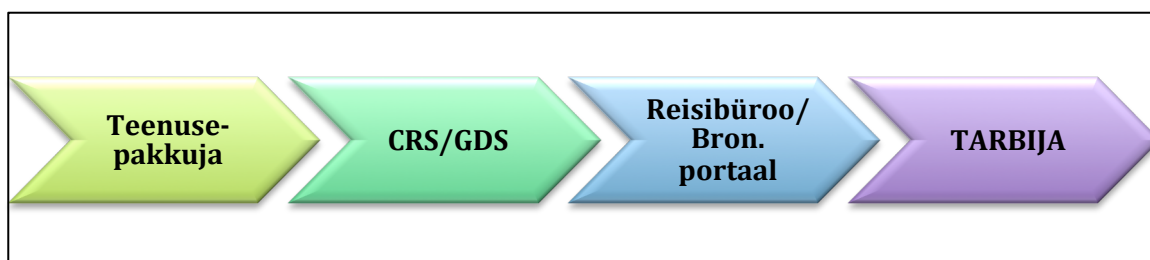 Teenuse-
pakkuja
CRS/GDS
Reisibüroo/
Bron.
portaal
TARBIJA